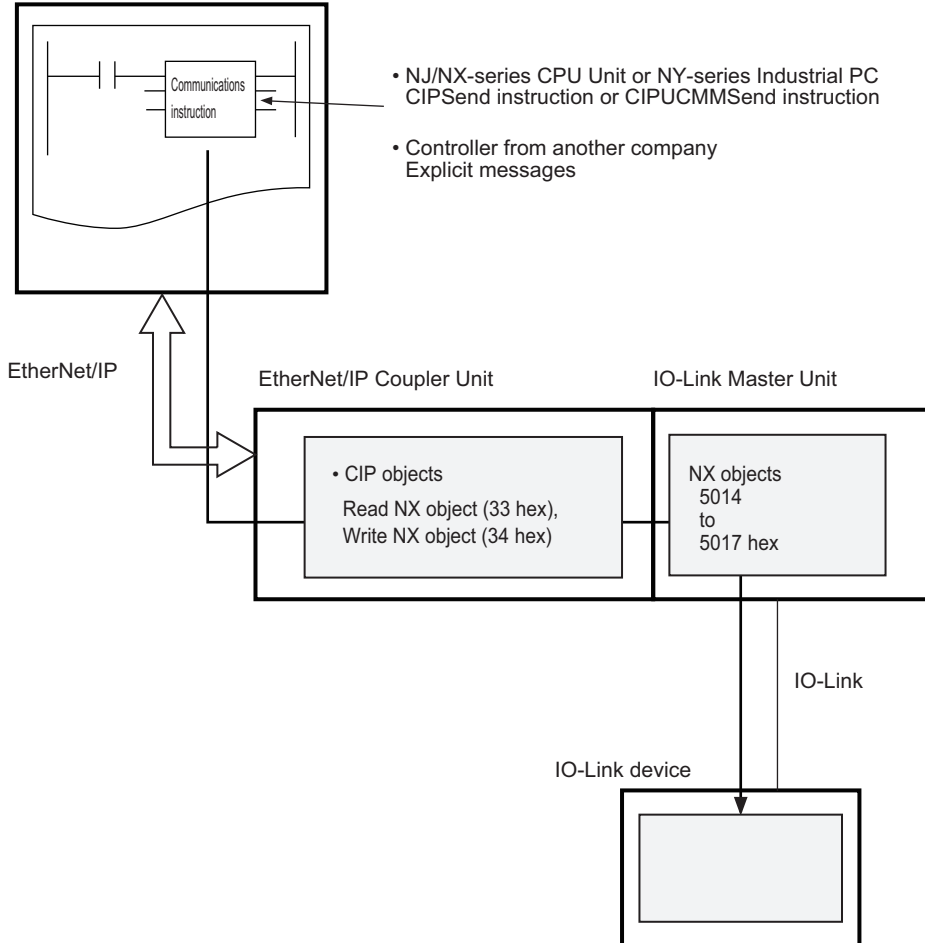 Communications
instruction
• NJ/NX-series CPU Unit or NY-series Industrial PC
CIPSend instruction or CIPUCMMSend instruction
• Controller from another company
Explicit messages
EtherNet/IP
EtherNet/IP Coupler Unit
IO-Link Master Unit
• CIP objects
Read NX object (33 hex),
Write NX object (34 hex)
NX objects
5014
to
5017 hex
IO-Link
IO-Link device